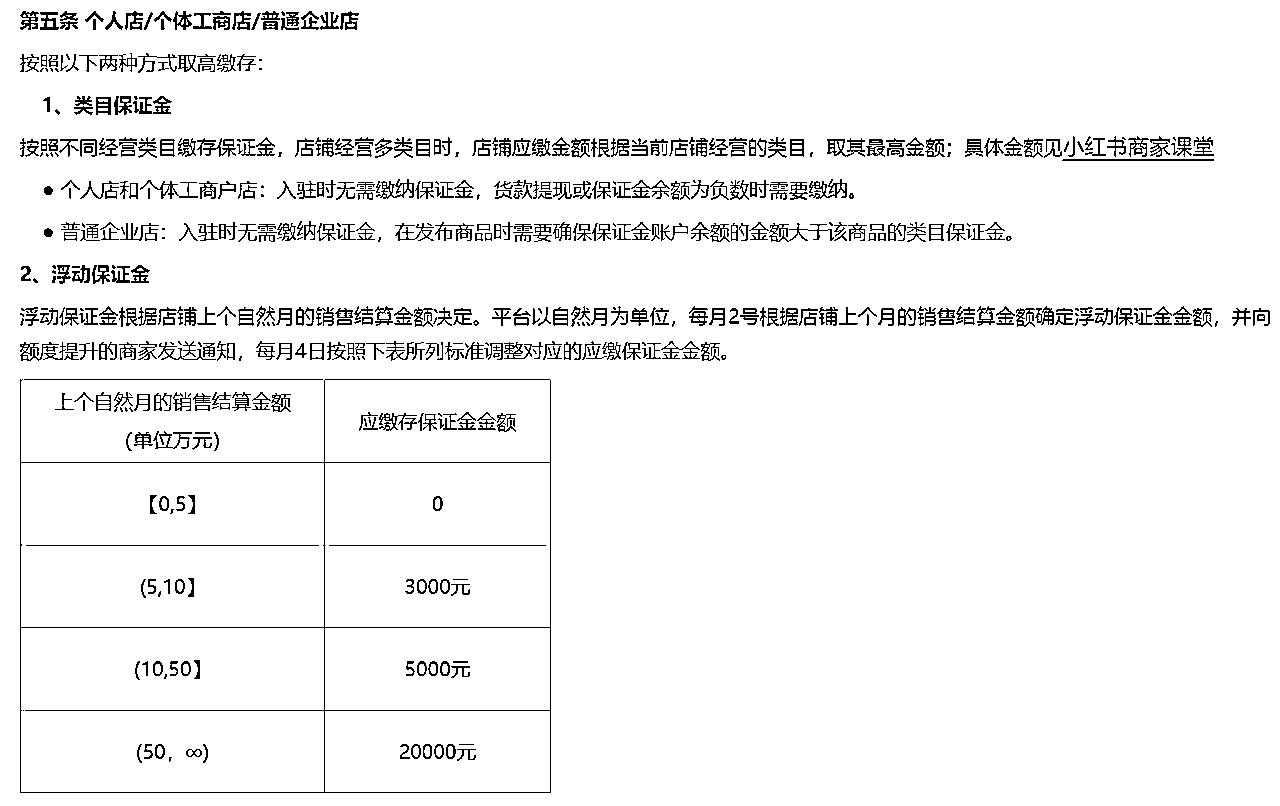 第五条 个人店/个体工商店/普通企业店
按照以下两种方式取高缴存：
1、类目保证金
按照不同经营类目缴存保证金，店铺经营多类目时，店铺应缴金额根据当前店铺经营的类目，取其最高金额；具体金额见小红书商家课堂
● 个人店和个体工商户店：入驻时无需缴纳保证金，货款提现或保证金余额为负数时需要缴纳。
● 普通企业店：入驻时无需缴纳保证金，在发布商品时需要确保保证金账户余额的金额大于该商品的类目保证金。
2、浮动保证金
浮动保证金根据店铺上个自然月的销售结算金额决定。平台以自然月为单位，每月2号根据店铺上个月的销售结算金额确定浮动保证金金额，并向
额度提升的商家发送通知，每月4日按照下表所列标准调整对应的应缴保证金金额。
上个自然月的销售结算金额
(单位万元)
应缴存保证金金额
【0,5】
0
(5,10】
3000元
(10,50】
5000元
(50，∞)
20000元